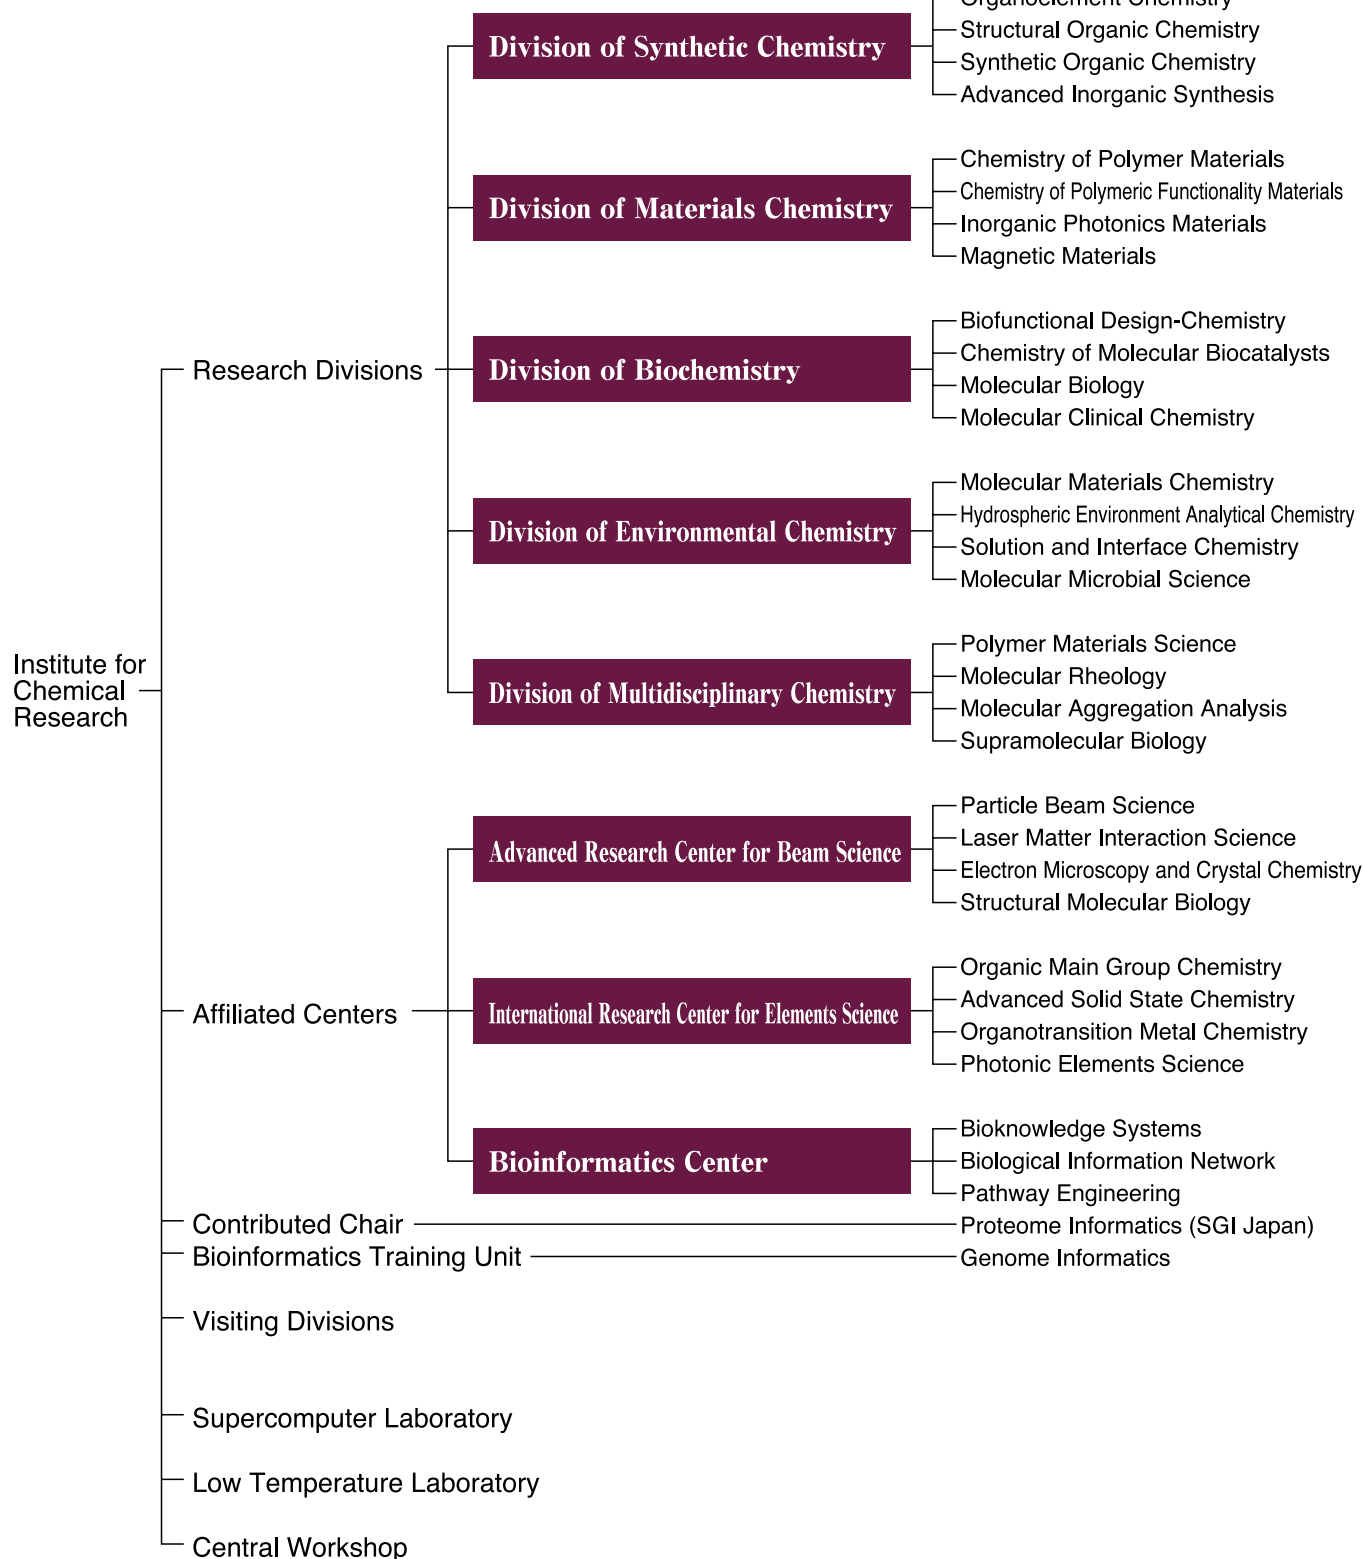 Organoelement Chemistry
Division of Synthetic Chemistry
Structural Organic Chemistry
Synthetic Organic Chemistry
Advanced Inorganic Synthesis
Division of Materials Chemistry
Chemistry of Polymer Materials
Chemistry of Polymeric Functionality Materials
Inorganic Photonics Materials
Magnetic Materials
Research Divisions
Division of Biochemistry
Biofunctional Design-Chemistry
Chemistry of Molecular Biocatalysts
Molecular Biology
Molecular Clinical Chemistry
Division of Environmental Chemistry
Molecular Materials Chemistry
Hydrospheric Environment Analytical Chemistry
Solution and Interface Chemistry
Molecular Microbial Science
Institute for
Chemical
Research
Division of Multidisciplinary Chemistry
Polymer Materials Science
Molecular Rheology
Molecular Aggregation Analysis
Supramolecular Biology
Advanced Research Center for Beam Science
Particle Beam Science
Laser Matter Interaction Science
Electron Microscopy and Crystal Chemistry
Structural Molecular Biology
Affiliated Centers
International Research Center for Elements Science
Organic Main Group Chemistry
Advanced Solid State Chemistry
Organotransition Metal Chemistry
Photonic Elements Science
Bioinformatics Center
Bioknowledge Systems
Biological Information Network
Pathway Engineering
Contributed Chair
Proteome Informatics (SGI Japan)
Bioinformatics Training Unit
Genome Informatics
Visiting Divisions
Supercomputer Laboratory
Low Temperature Laboratory
Central Workshop